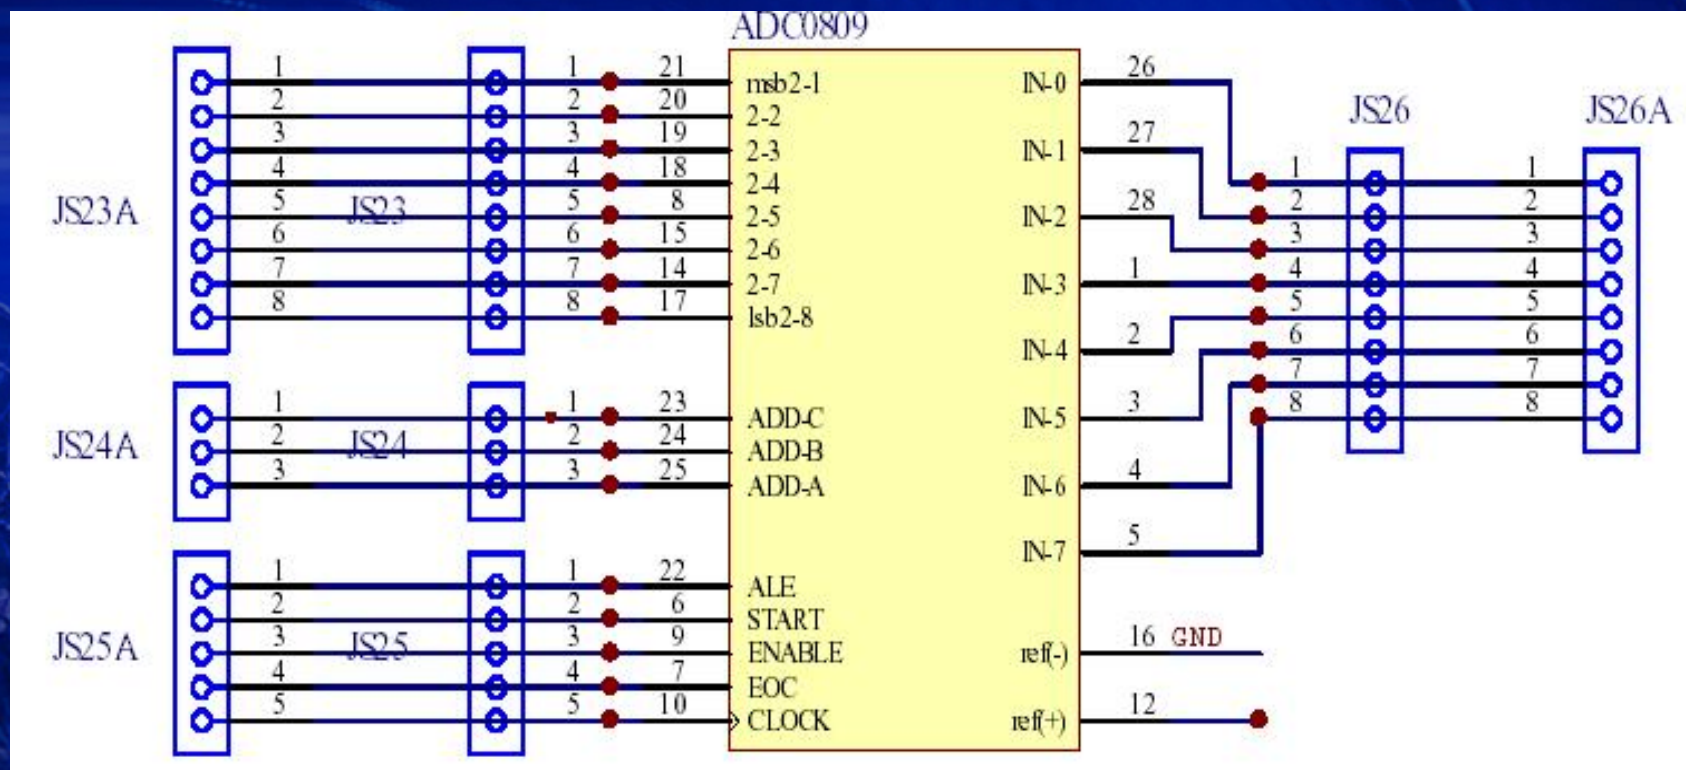 ADC0809
JS23A
1
2
3
4
5
6
7
8
JS23
1 21 msb2-1
2 20 2-2
3 19 2-3
4 18 2-4
5 8 2-5
6 15 2-6
7 14 2-7
8 17 lsb2-8
JS24A
1
2
3
JS24
1 23 ADD-C
2 24 ADD-B
3 25 ADD-A
JS25A
1
2
3
4
5
JS25
1 22 ALE
2 6 START
3 9 ENABLE
4 7 EOC
5 10 CLOCK
IN-0 26
IN-1 27
IN-2 28
IN-3 1
IN-4 2
IN-5 3
IN-6 4
IN-7 5
ref(-) 16 GND
ref(+) 12
JS26
1
2
3
4
5
6
7
8
JS26A
1
2
3
4
5
6
7
8